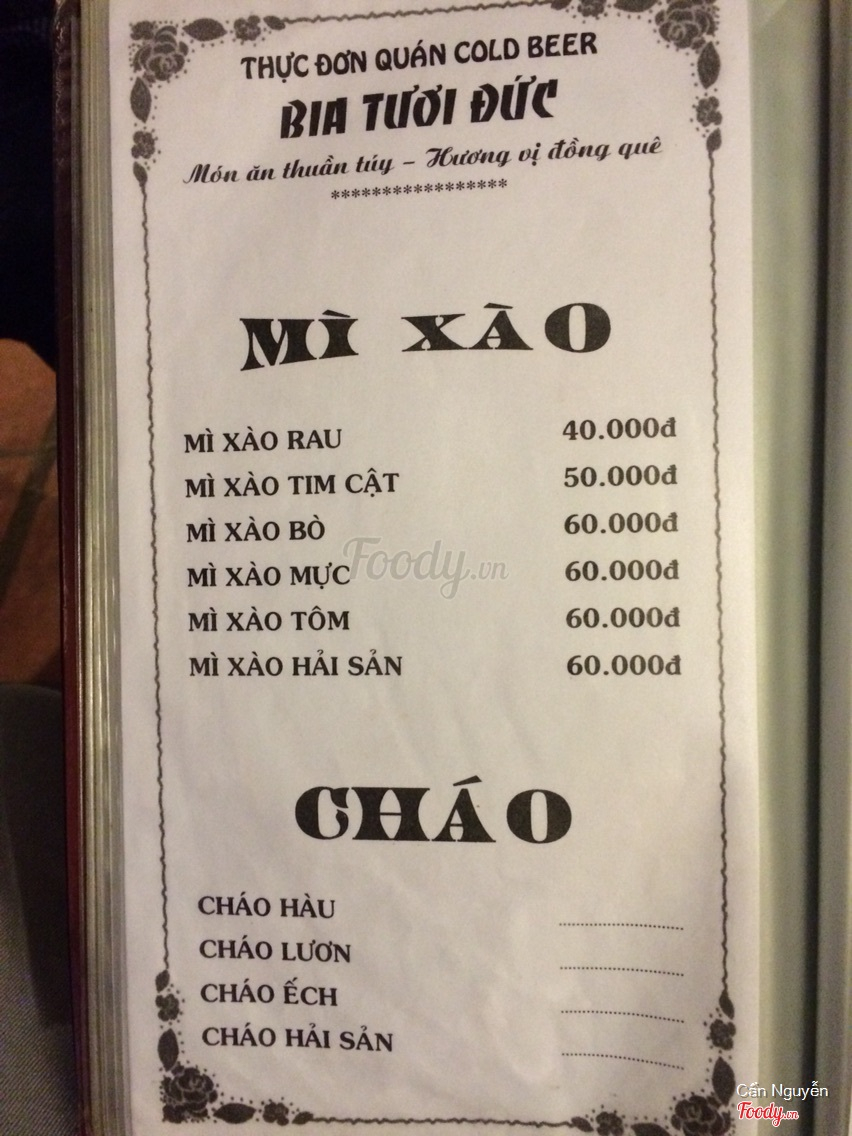 THỰC ĐƠN QUÁN COLD BEER
BIA TƯƠI ĐỨC
Món ăn thuần túy – Hương vị đồng quê
*****************
MÌ XÀO
MÌ XÀO RAU 40.000đ
MÌ XÀO TIM CẬT 50.000đ
MÌ XÀO BÒ 60.000đ
MÌ XÀO MỰC 60.000đ
MÌ XÀO TÔM 60.000đ
MÌ XÀO HẢI SẢN 60.000đ
Foody.vn
CHÁO
CHÁO HÀU
CHÁO LƯƠN
CHÁO ẾCH
CHÁO HẢI SẢN
Cấn Nguyễn
Foody.vn